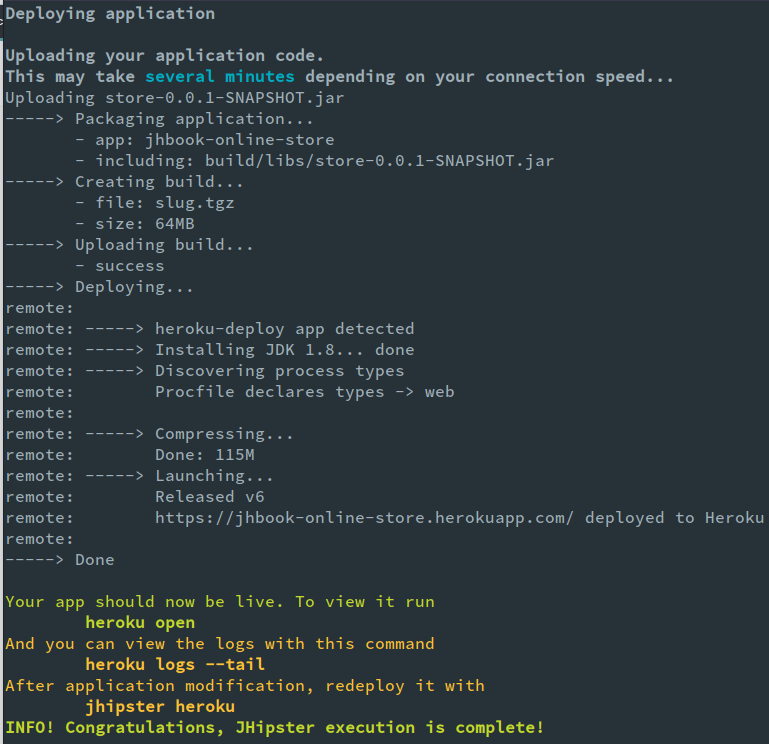 Deploying application
Uploading your application code.
This may take several minutes depending on your connection speed...
Uploading store-0.0.1-SNAPSHOT.jar
-----> Packaging application...
       - app: jhbook-online-store
       - including: build/libs/store-0.0.1-SNAPSHOT.jar
-----> Creating build...
       - file: slug.tgz
       - size: 64MB
-----> Uploading build...
       - success
-----> Deploying...
remote:
remote: -----> heroku-deploy app detected
remote: -----> Installing JDK 1.8... done
remote: -----> Discovering process types
remote:        Procfile declares types -> web
remote:
remote: -----> Compressing...
remote:        Done: 115M
remote: -----> Launching...
remote:        Released v6
remote:        https://jhbook-online-store.herokuapp.com/ deployed to Heroku
remote:
-----> Done
Your app should now be live. To view it run
        heroku open
And you can view the logs with this command
        heroku logs --tail
After application modification, redeploy it with
        jhipster heroku
INFO! Congratulations, JHipster execution is complete!